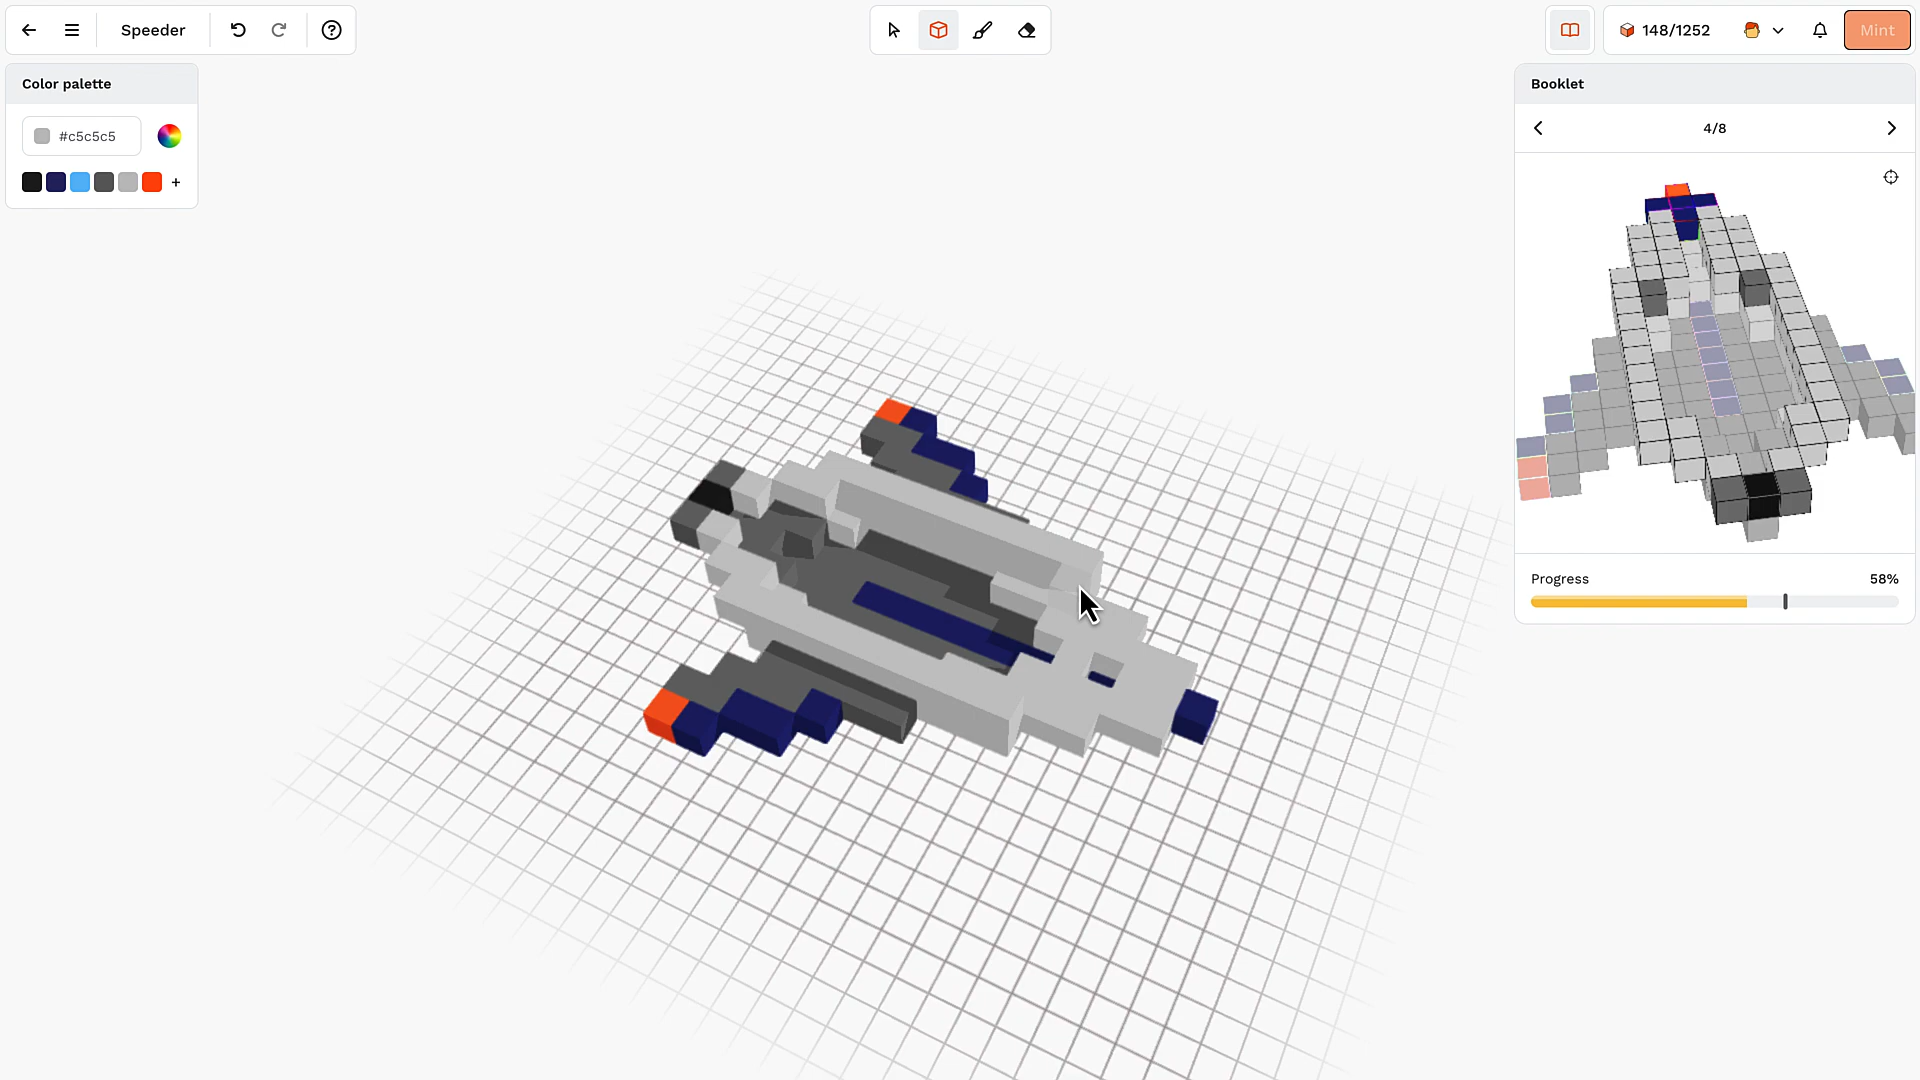 Speeder
148/1252
Mint
Color palette
#c5c5c5
+
Booklet
4/8
Progress
58%